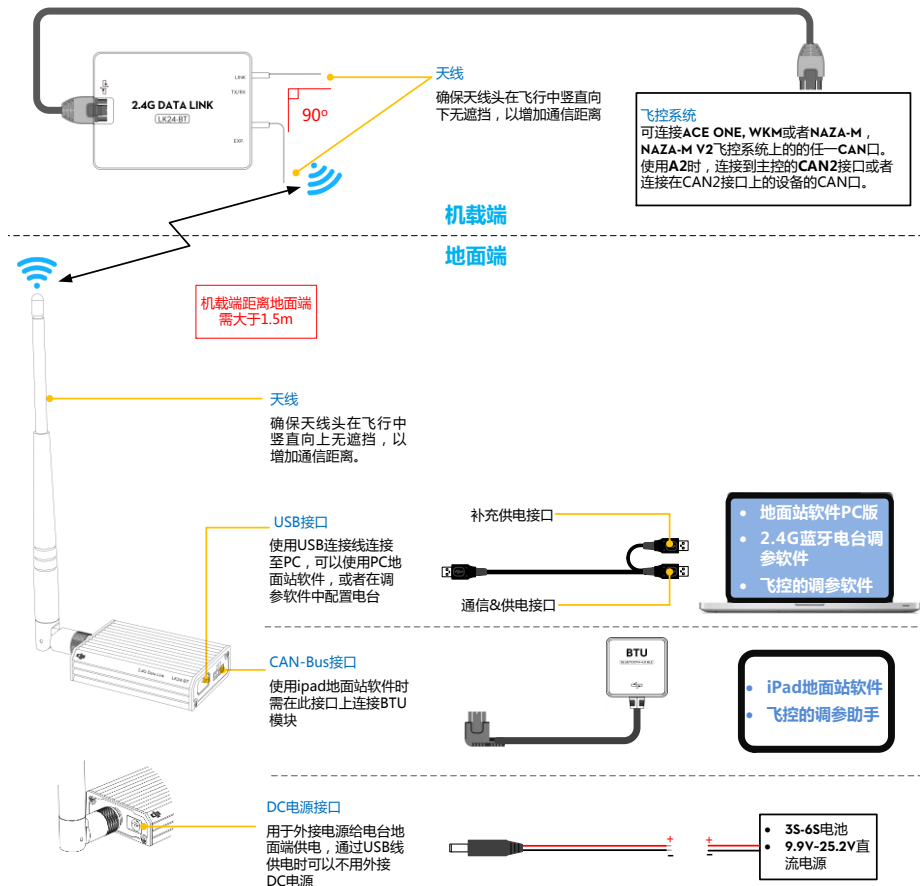 LINK
TX/RX
2.4G DATA LINK
LK24-BT
EXP.
90º
天线
确保天线头在飞行中竖直向
下无遮挡，以增加通信距离
飞控系统
可连接ACE ONE, WKM或者NAZA-M，
NAZA-M V2飞控系统上的的任一CAN口。
使用A2时，连接到主控的CAN2接口或者
连接在CAN2接口上的设备的CAN口。
机载端
地面端
机载端距离地面端
需大于1.5m
天线
确保天线头在飞行中
竖直向上无遮挡，以
增加通信距离。
USB接口
使用USB连接线连接
至PC，可以使用PC地
面站软件，或者在调
参软件中配置电台
补充供电接口
通信&供电接口
• 地面站软件PC版
• 2.4G蓝牙电台调
参软件
• 飞控的调参软件
2.4G Data Link
LK24-BT
CAN-Bus接口
使用ipad地面站软件时
需在此接口上连接BTU
模块
BTU
BLUETOOTH 4.0 BLE
• iPad地面站软件
• 飞控的调参助手
DC电源接口
用于外接电源给电台地
面端供电，通过USB线
供电时可以不用外接
DC电源
+
-
+
-
• 3S-6S电池
• 9.9V-25.2V直
流电源